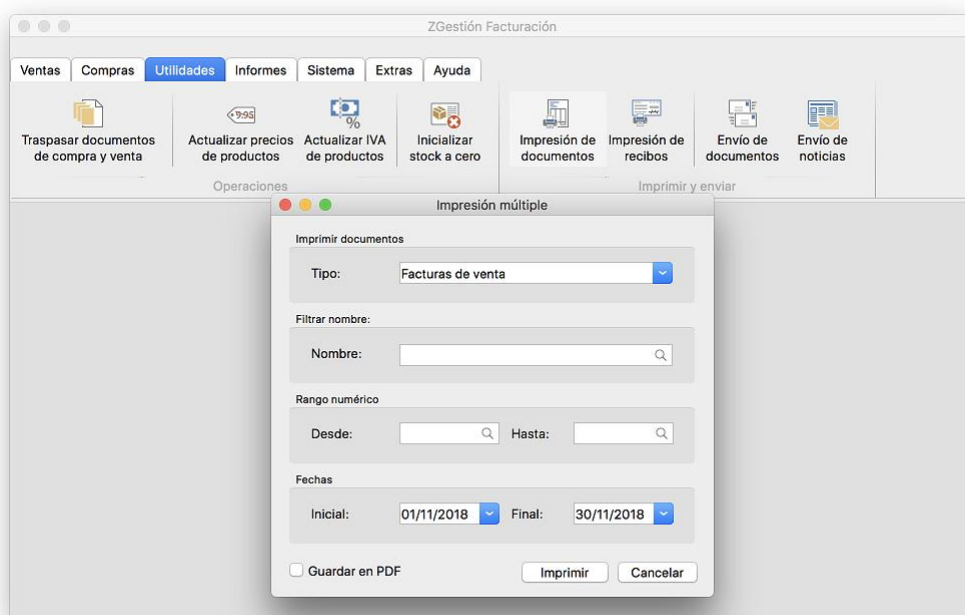 ZGestión Facturación
Ventas Compras Utilidades Informes Sistema Extras Ayuda
Traspasar documentos Actualizar precios Actualizar IVA Inicializar Impresión de Impresión de Envío de Envío de
de compra y venta de productos de productos stock a cero documentos recibos documentos noticias
Operaciones Imprimir y enviar
Impresión múltiple
Imprimir documentos
Tipo: Facturas de venta
Filtrar nombre:
Nombre:
Rango numérico
Desde: Hasta:
Fechas
Inicial: 01/11/2018 Final: 30/11/2018
Guardar en PDF Imprimir Cancelar